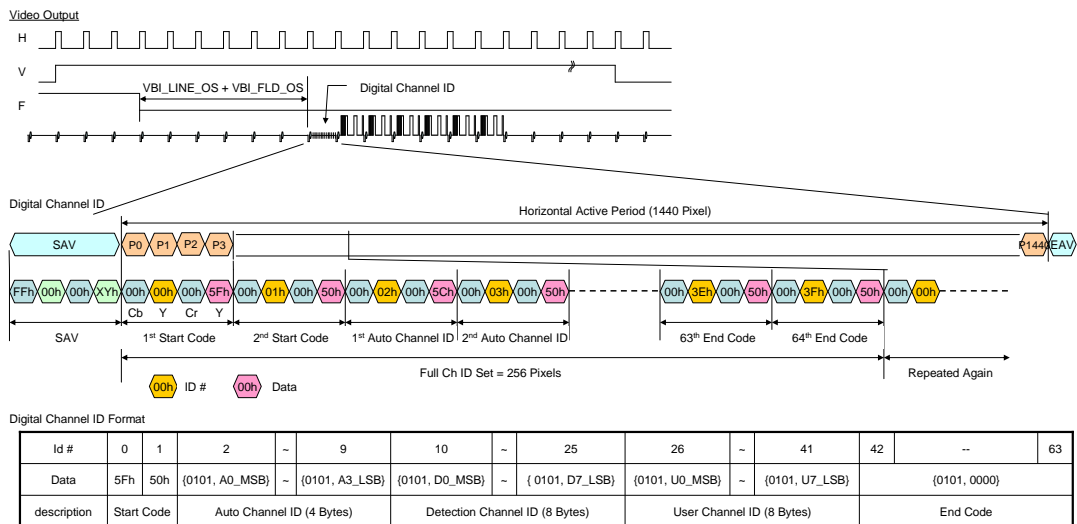 Video Output
H
V
VBI_LINE_OS + VBI_FLD_OS
Digital Channel ID
F
Digital Channel ID
Horizontal Active Period (1440 Pixel)
SAV P0 P1 P2 P3 P1440 EAV
FFh 00h 00h XYh 00h 00h 00h 5Fh 00h 01h 00h 50h 00h 02h 00h 5Ch 00h 03h 00h 50h 00h 3Eh 00h 50h 00h 3Fh 00h 50h 00h 00h
Cb Y Cr Y
SAV 1st Start Code 2nd Start Code 1st Auto Channel ID 2nd Auto Channel ID 63th End Code 64th End Code
Full Ch ID Set = 256 Pixels Repeated Again
00h ID # 00h Data
Digital Channel ID Format
Id # 0 1 2 ~ 9 10 ~ 25 26 ~ 41 42 -- 63
Data 5Fh 50h {0101, A0_MSB} ~ {0101, A3_LSB} {0101, D0_MSB} ~ { 0101, D7_LSB} {0101, U0_MSB} ~ {0101, U7_LSB} {0101, 0000}
description Start Code Auto Channel ID (4 Bytes) Detection Channel ID (8 Bytes) User Channel ID (8 Bytes) End Code